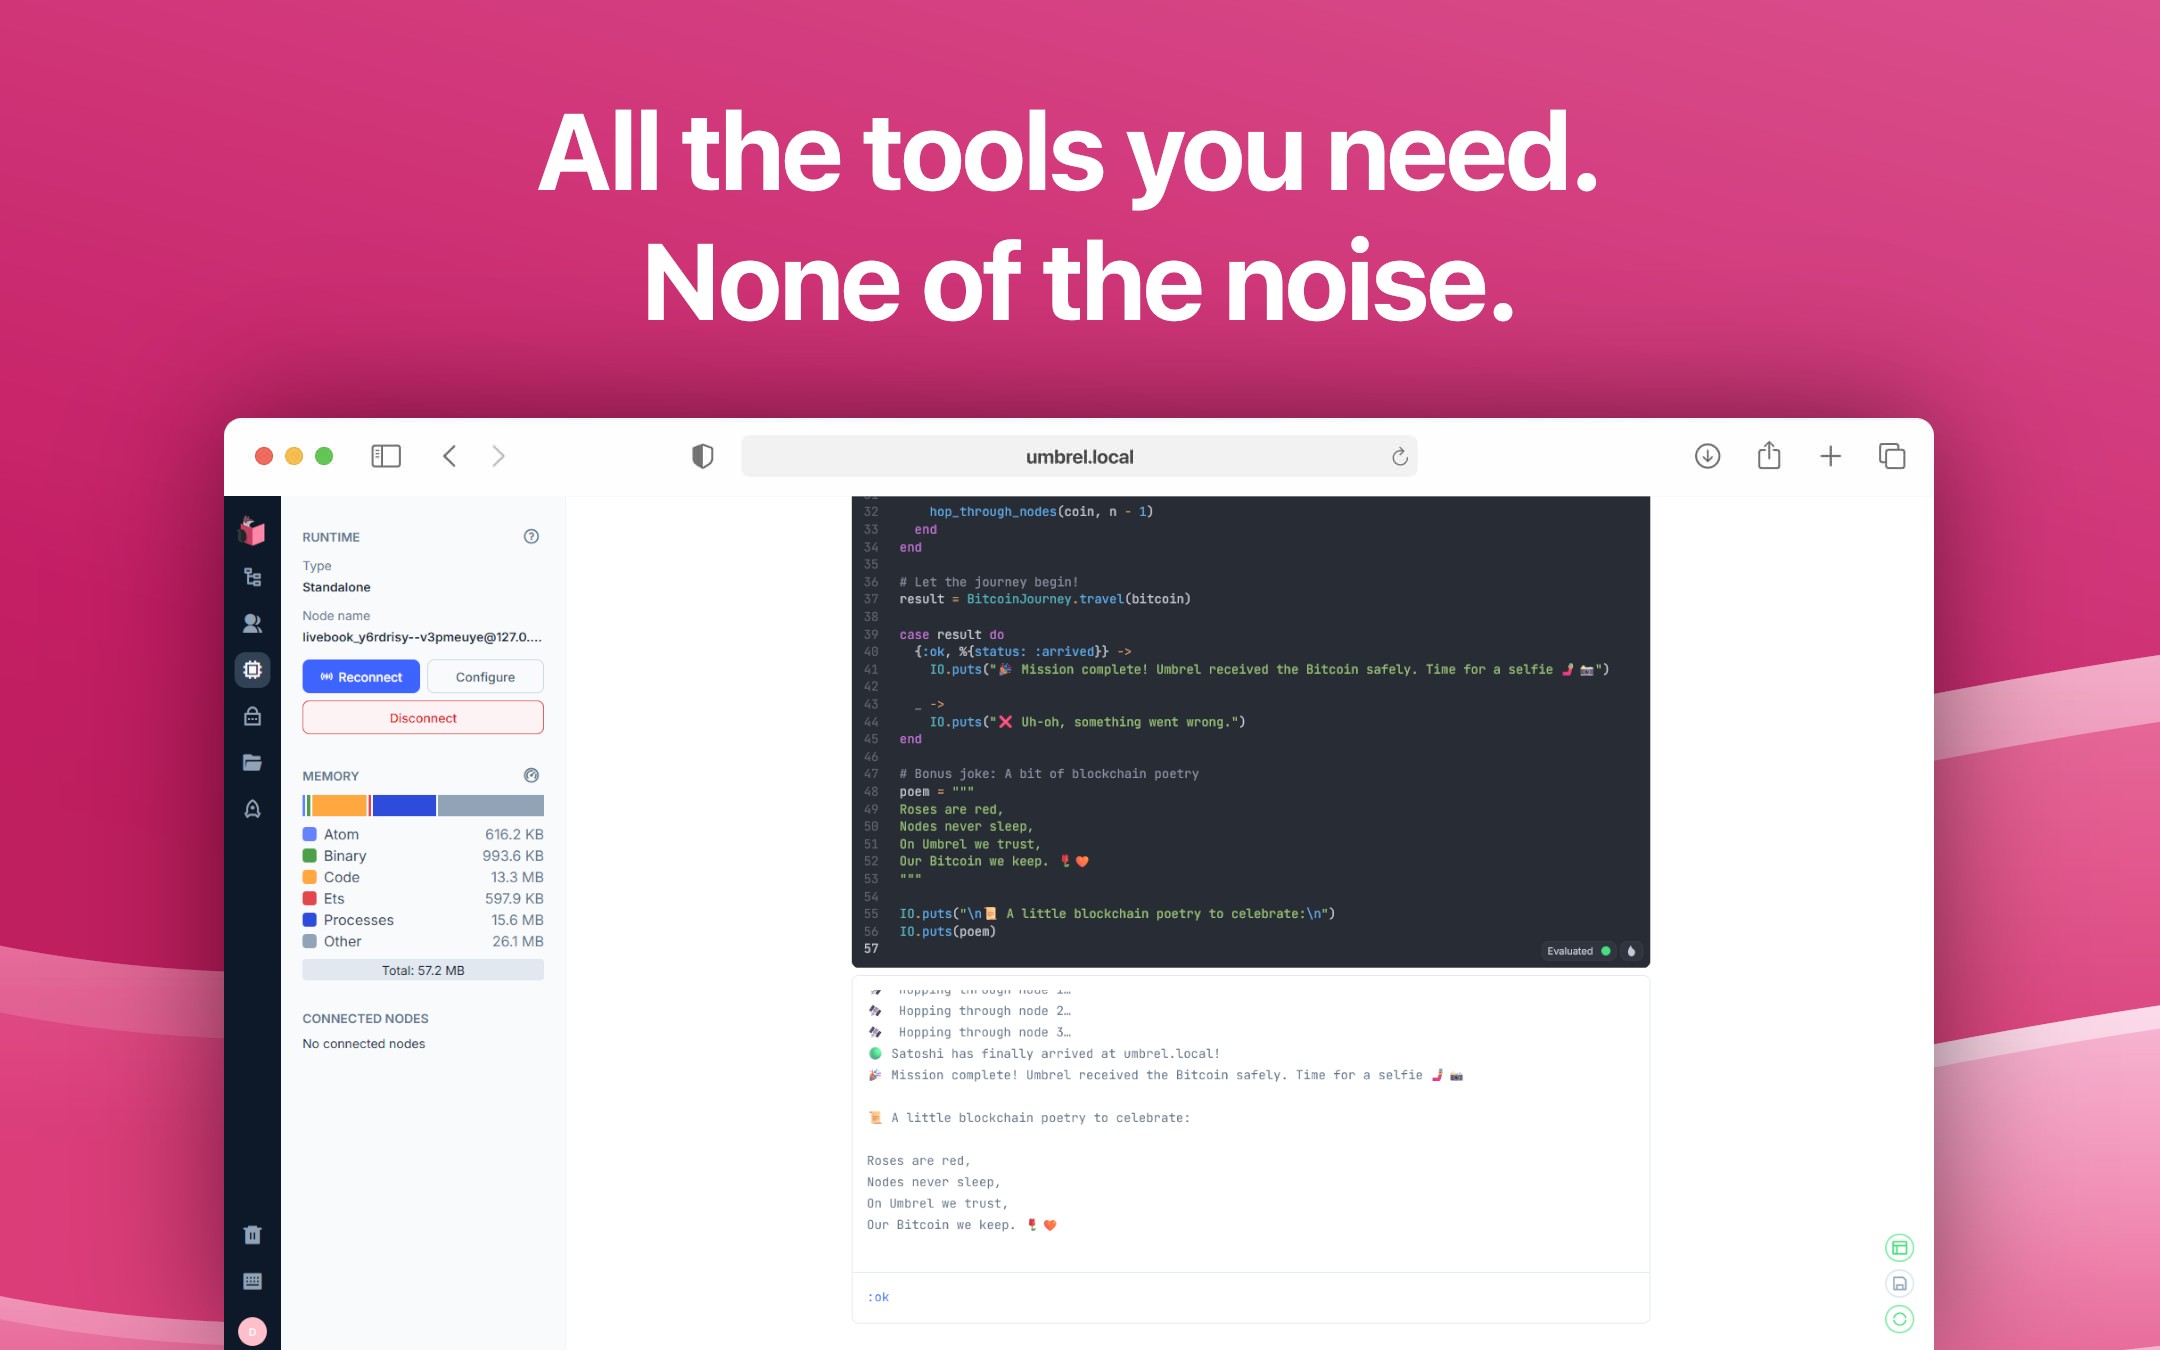 All the tools you need.
None of the noise.
umbrel.local
RUNTIME
Type
Standalone
Node name
livebook_y6rdrisy--v3pmeuye@127.0....
Reconnect
Configure
Disconnect
MEMORY
Atom 616.2 KB
Binary 993.6 KB
Code 13.3 MB
Ets 597.9 KB
Processes 15.6 MB
Other 26.1 MB
Total: 57.2 MB
CONNECTED NODES
No connected nodes
D
32 hop_through_nodes(coin, n - 1)
33 end
34 end
35
36 # Let the journey begin!
37 result = BitcoinJourney.travel(bitcoin)
38
39 case result do
40 {:ok, %{status: :arrived}} ->
41 IO.puts("🎉 Mission complete! Umbrel received the Bitcoin safely. Time for a selfie 🤳📸")
42
43 _ ->
44 IO.puts("❌ Uh-oh, something went wrong.")
45 end
46
47 # Bonus joke: A bit of blockchain poetry
48 poem = """
49 Roses are red,
50 Nodes never sleep,
51 On Umbrel we trust,
52 Our Bitcoin we keep. 🌹🧡
53 """
54
55 IO.puts("\n📜 A little blockchain poetry to celebrate:\n")
56 IO.puts(poem)
57
Evaluated
Hopping through node 1…
🛰️ Hopping through node 2…
🛰️ Hopping through node 3…
🟢 Satoshi has finally arrived at umbrel.local!
🎉 Mission complete! Umbrel received the Bitcoin safely. Time for a selfie 🤳📸
📜 A little blockchain poetry to celebrate:
Roses are red,
Nodes never sleep,
On Umbrel we trust,
Our Bitcoin we keep. 🌹🧡
:ok